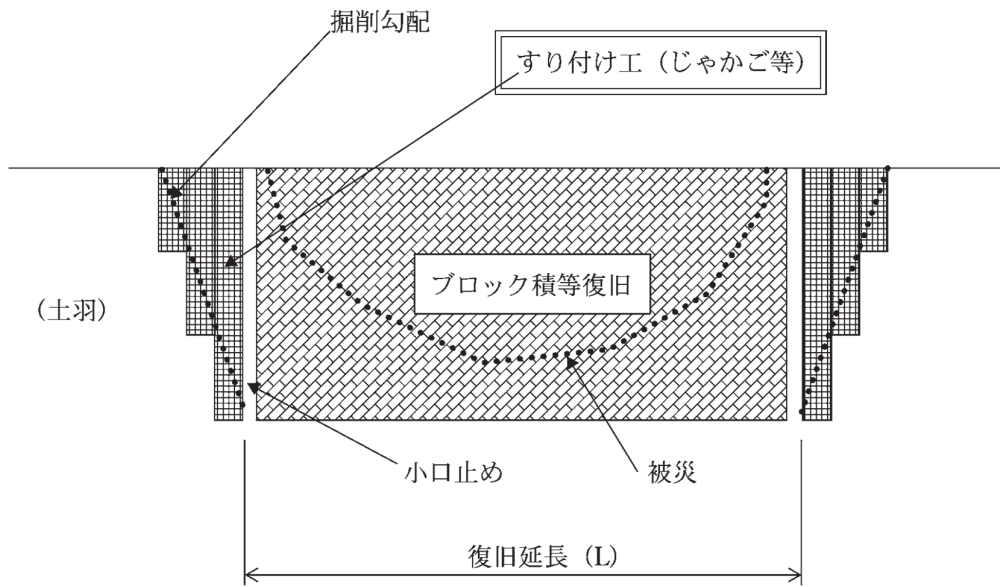 掘削勾配
すり付け工（じゃかご等）
ブロック積等復旧
（土羽）
小口止め
被災
復旧延長（L）